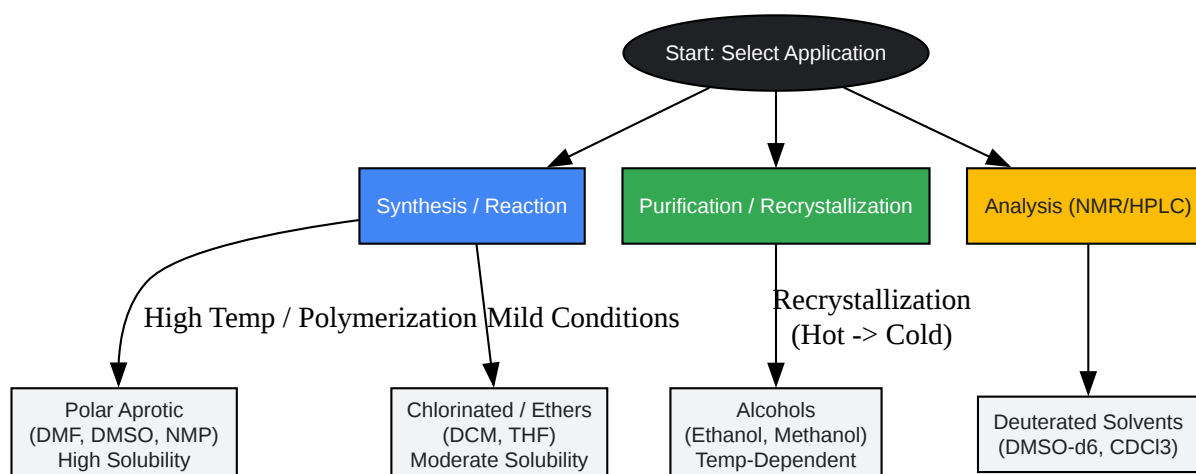 Start: Select Application
Synthesis / Reaction
Purification / Recrystallization
Analysis (NMR/HPLC)
High Temp / Polymerization
Mild Conditions
Recrystallization
(Hot -> Cold)
Polar Aprotic
(DMF, DMSO, NMP)
High Solubility
Chlorinated / Ethers
(DCM, THF)
Moderate Solubility
Alcohols
(Ethanol, Methanol)
Temp-Dependent
Deuterated Solvents
(DMSO-d6, CDCl3)